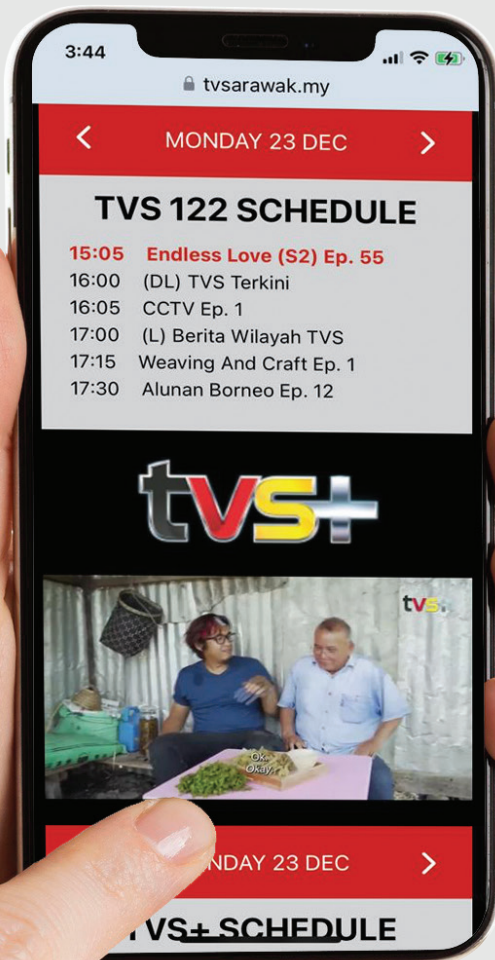 3:44
tvsarawak.my
MONDAY 23 DEC
TVS 122 SCHEDULE
15:05 Endless Love (S2) Ep. 55
16:00 (DL) TVS Terkini
16:05 CCTV Ep. 1
17:00 (L) Berita Wilayah TVS
17:15 Weaving And Craft Ep. 1
17:30 Alunan Borneo Ep. 12
tvs+
tvs+
Ok.
Okay.
23 DEC
TVS+ SCHEDULE